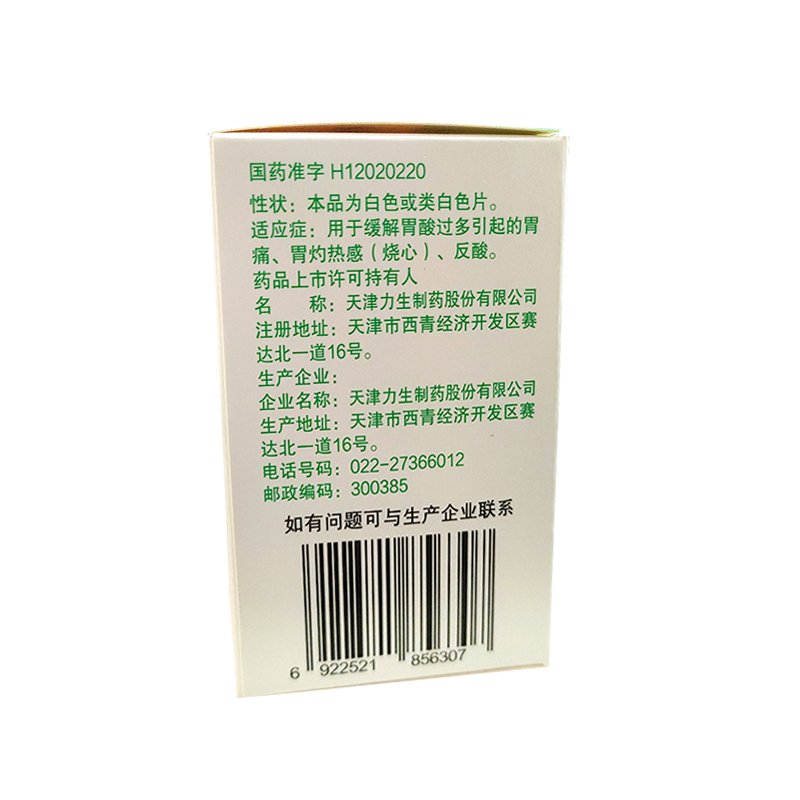 国药准字 H12020220
性状：本品为白色或类白色片。
适应症：用于缓解胃酸过多引起的胃
痛、胃灼热感（烧心）、反酸。
药品上市许可持有人
名　　称：天津力生制药股份有限公司
注册地址：天津市西青经济开发区赛
达北一道16号。
生产企业：
企业名称：天津力生制药股份有限公司
生产地址：天津市西青经济开发区赛
达北一道16号。
电话号码：022-27366012
邮政编码：300385
如有问题可与生产企业联系
6 922521 856307